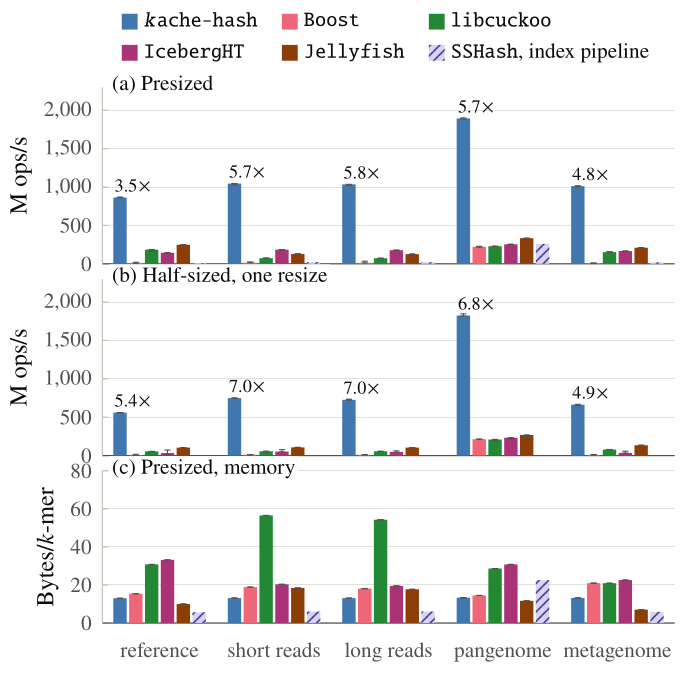 kache-hash Boost libcuckoo
IcebergHT Jellyfish SSHash, index pipeline
(a) Presized
M ops/s
2,000
1,500
1,000
500
0
3.5× 5.7× 5.8× 5.7× 4.8×
(b) Half-sized, one resize
M ops/s
2,000
1,500
1,000
500
0
5.4× 7.0× 7.0× 6.8× 4.9×
(c) Presized, memory
Bytes/k-mer
80
60
40
20
0
reference short reads long reads pangenome metagenome